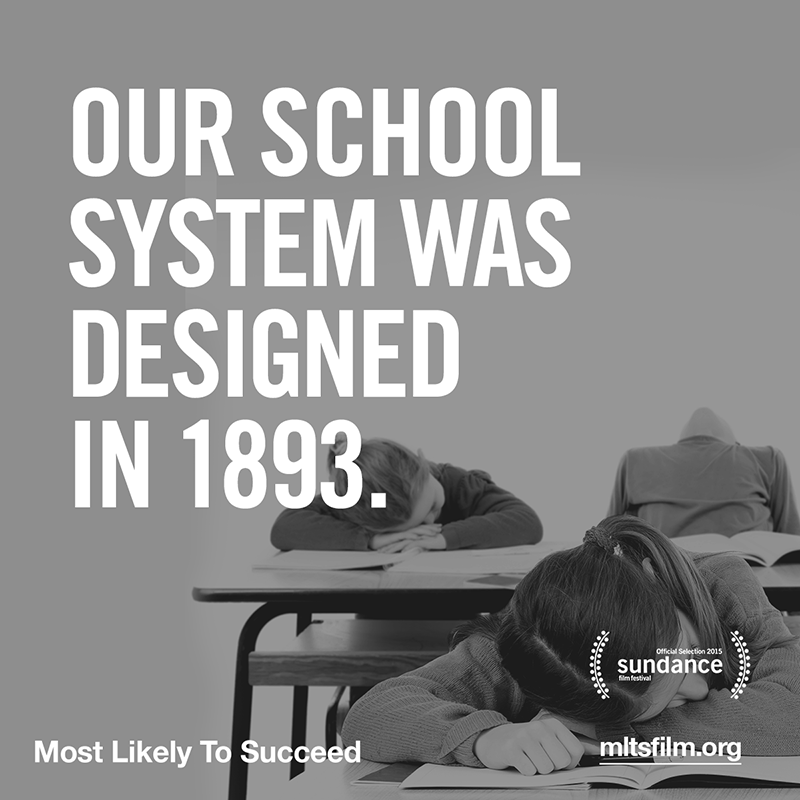 OUR SCHOOL
SYSTEM WAS
DESIGNED
IN 1893.
Official Selection 2015
sundance
film festival
Most Likely To Succeed
mltsfilm.org